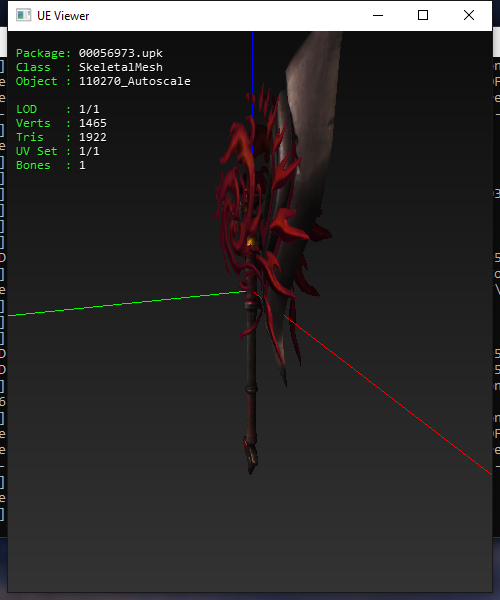 UE Viewer
Package: 00056973.upk
Class  : SkeletalMesh
Object : 110270_Autoscale
LOD    : 1/1
Verts  : 1465
Tris   : 1922
UV Set : 1/1
Bones  : 1